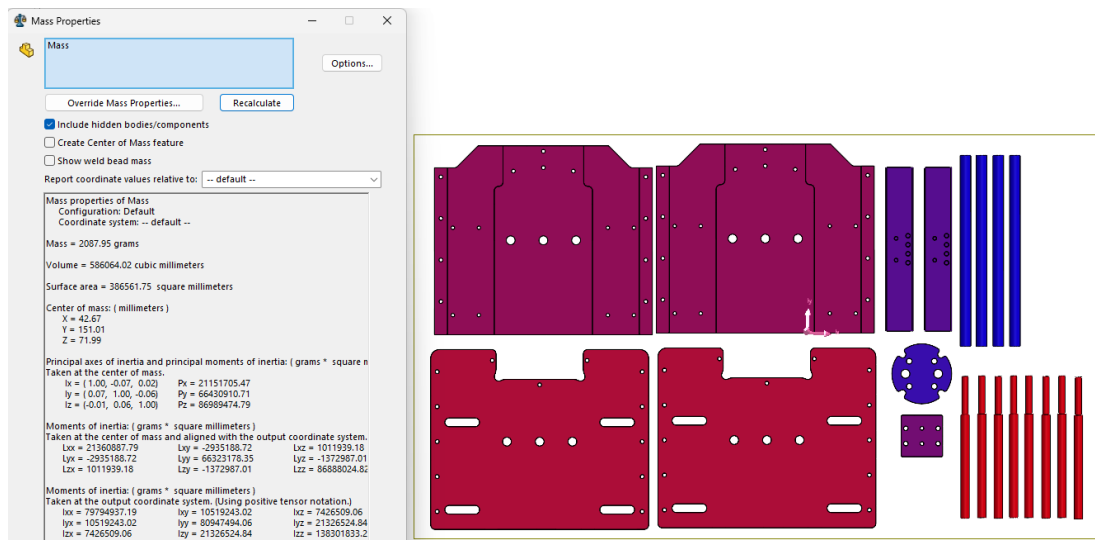 Mass Properties
Mass
Options...
Override Mass Properties...
Recalculate
Include hidden bodies/components
Create Center of Mass feature
Show weld bead mass
Report coordinate values relative to: -- default --
Mass properties of Mass
Configuration: Default
Coordinate system: -- default --
Mass = 2087.95 grams
Volume = 586064.02 cubic millimeters
Surface area = 386561.75 square millimeters
Center of mass: ( millimeters )
X = 42.67
Y = 151.01
Z = 71.99
Principal axes of inertia and principal moments of inertia: ( grams * square n
Taken at the center of mass.
Ix = ( 1.00, -0.07, 0.02) Px = 21151705.47
Iy = ( 0.07, 1.00, -0.06) Py = 66430910.71
Iz = (-0.01, 0.06, 1.00) Pz = 86989474.79
Moments of inertia: ( grams * square millimeters )
Taken at the center of mass and aligned with the output coordinate system.
Lxx = 21360887.79 Lxy = -2935188.72 Lxz = 1011939.18
Lyx = -2935188.72 Lyy = 66323178.35 Lyz = -1372987.01
Lzx = 1011939.18 Lzy = -1372987.01 Lzz = 86888024.82
Moments of inertia: ( grams * square millimeters )
Taken at the output coordinate system. (Using positive tensor notation.)
Ixx = 79794937.19 Ixy = 10519243.02 Ixz = 7426509.06
Iyx = 10519243.02 Iyy = 80947494.06 Iyz = 21326524.84
Izx = 7426509.06 Izy = 21326524.84 Izz = 138301833.2